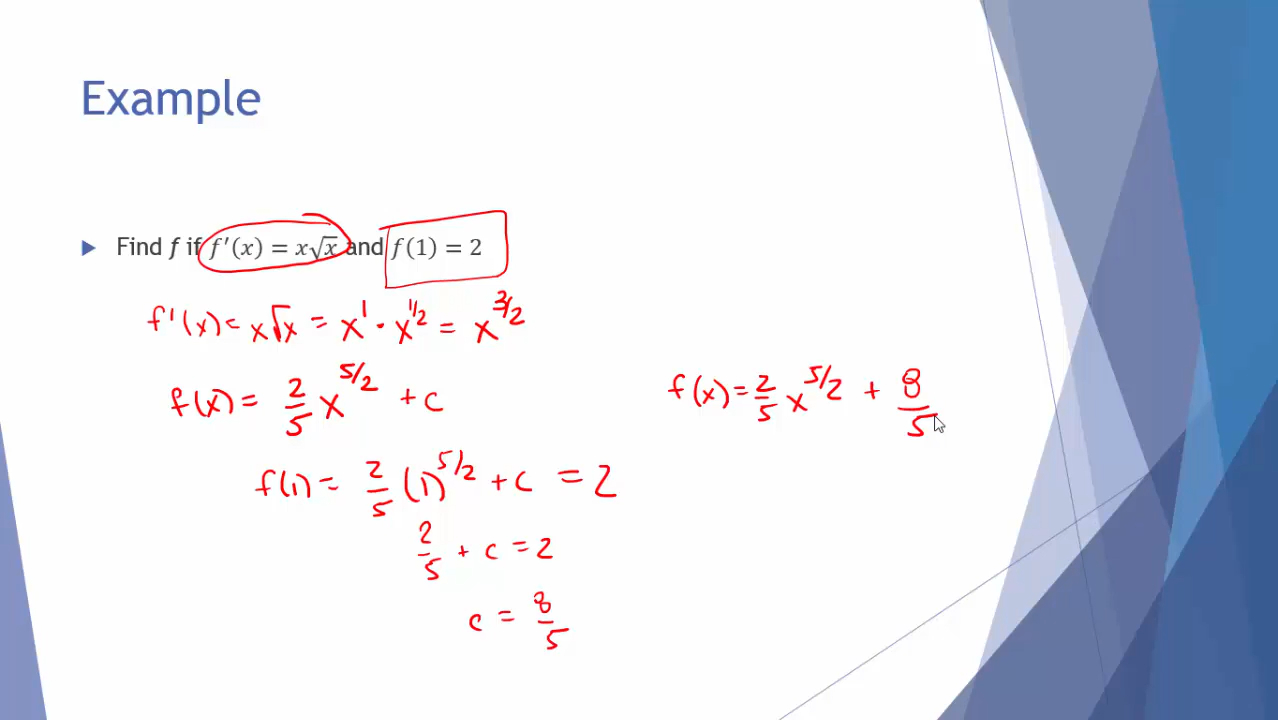 Example
Find f if f′(x) = x√x and f(1) = 2
f'(x) = x√x = x^1 · x^1/2 = x^3/2
f(x) = 2/5 x^5/2 + c
f(1) = 2/5 (1)^5/2 + c = 2
2/5 + c = 2
c = 8/5
f(x) = 2/5 x^5/2 + 8/5